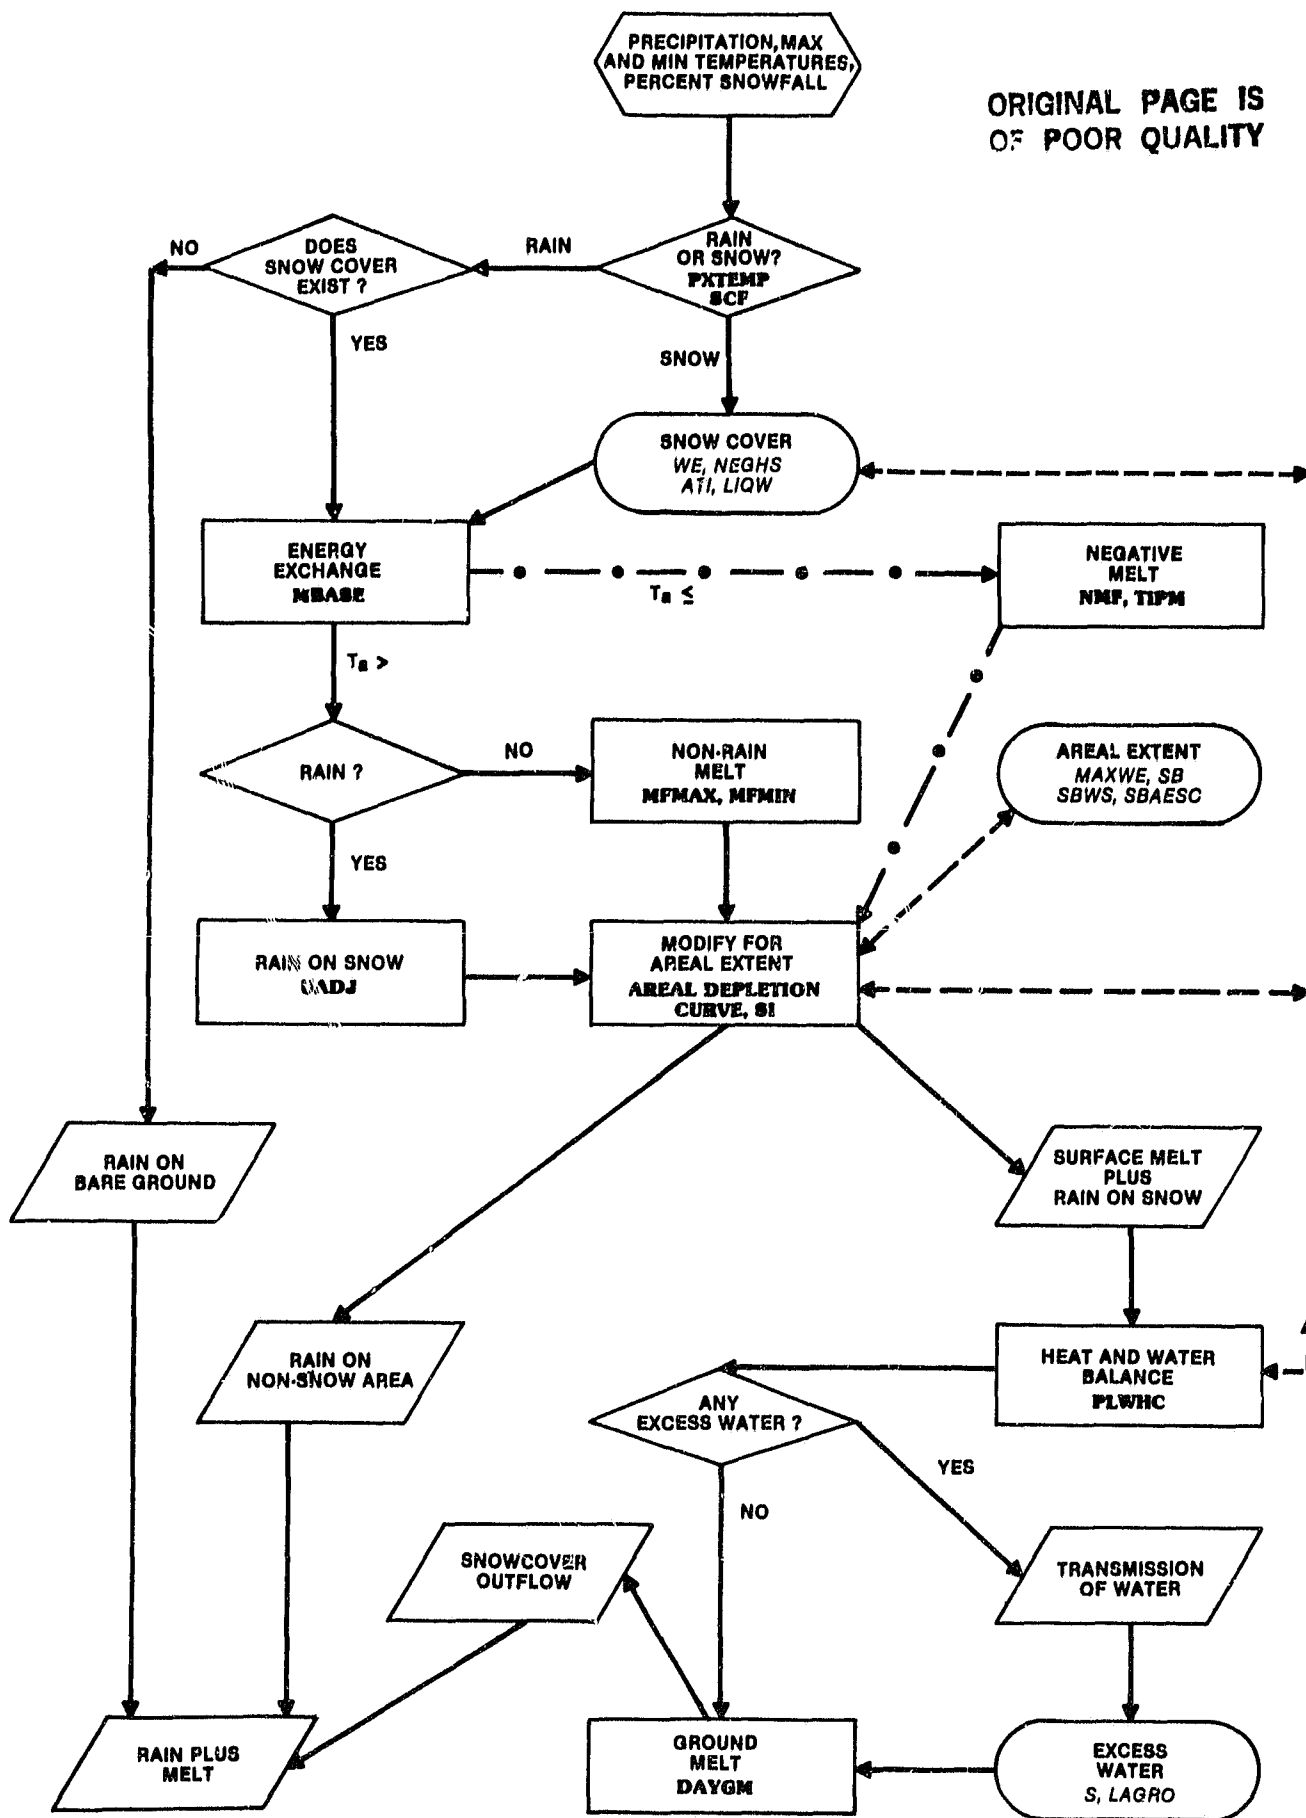 PRECIPITATION, MAX
AND MIN TEMPERATURES,
PERCENT SNOWFALL
ORIGINAL PAGE IS
OF POOR QUALITY
NO
DOES
SNOW COVER
EXIST ?
RAIN
RAIN
OR SNOW?
PXTEMP
SCF
YES
SNOW
SNOW COVER
WE, NEGHS
ATI, LIQW
ENERGY
EXCHANGE
MBASE
Ta ≤
NEGATIVE
MELT
NMF, TIPM
Ta >
RAIN ?
NO
NON-RAIN
MELT
MFMAX, MFMIN
AREAL EXTENT
MAXWE, SB
SBWS, SBAESC
YES
RAIN ON SNOW
UADJ
MODIFY FOR
AREAL EXTENT
AREAL DEPLETION
CURVE, SI
RAIN ON
BARE GROUND
SURFACE MELT
PLUS
RAIN ON SNOW
RAIN ON
NON-SNOW AREA
HEAT AND WATER
BALANCE
PLWHC
ANY
EXCESS WATER ?
YES
NO
SNOWCOVER
OUTFLOW
TRANSMISSION
OF WATER
RAIN PLUS
MELT
GROUND
MELT
DAYGM
EXCESS
WATER
S, LAGRO